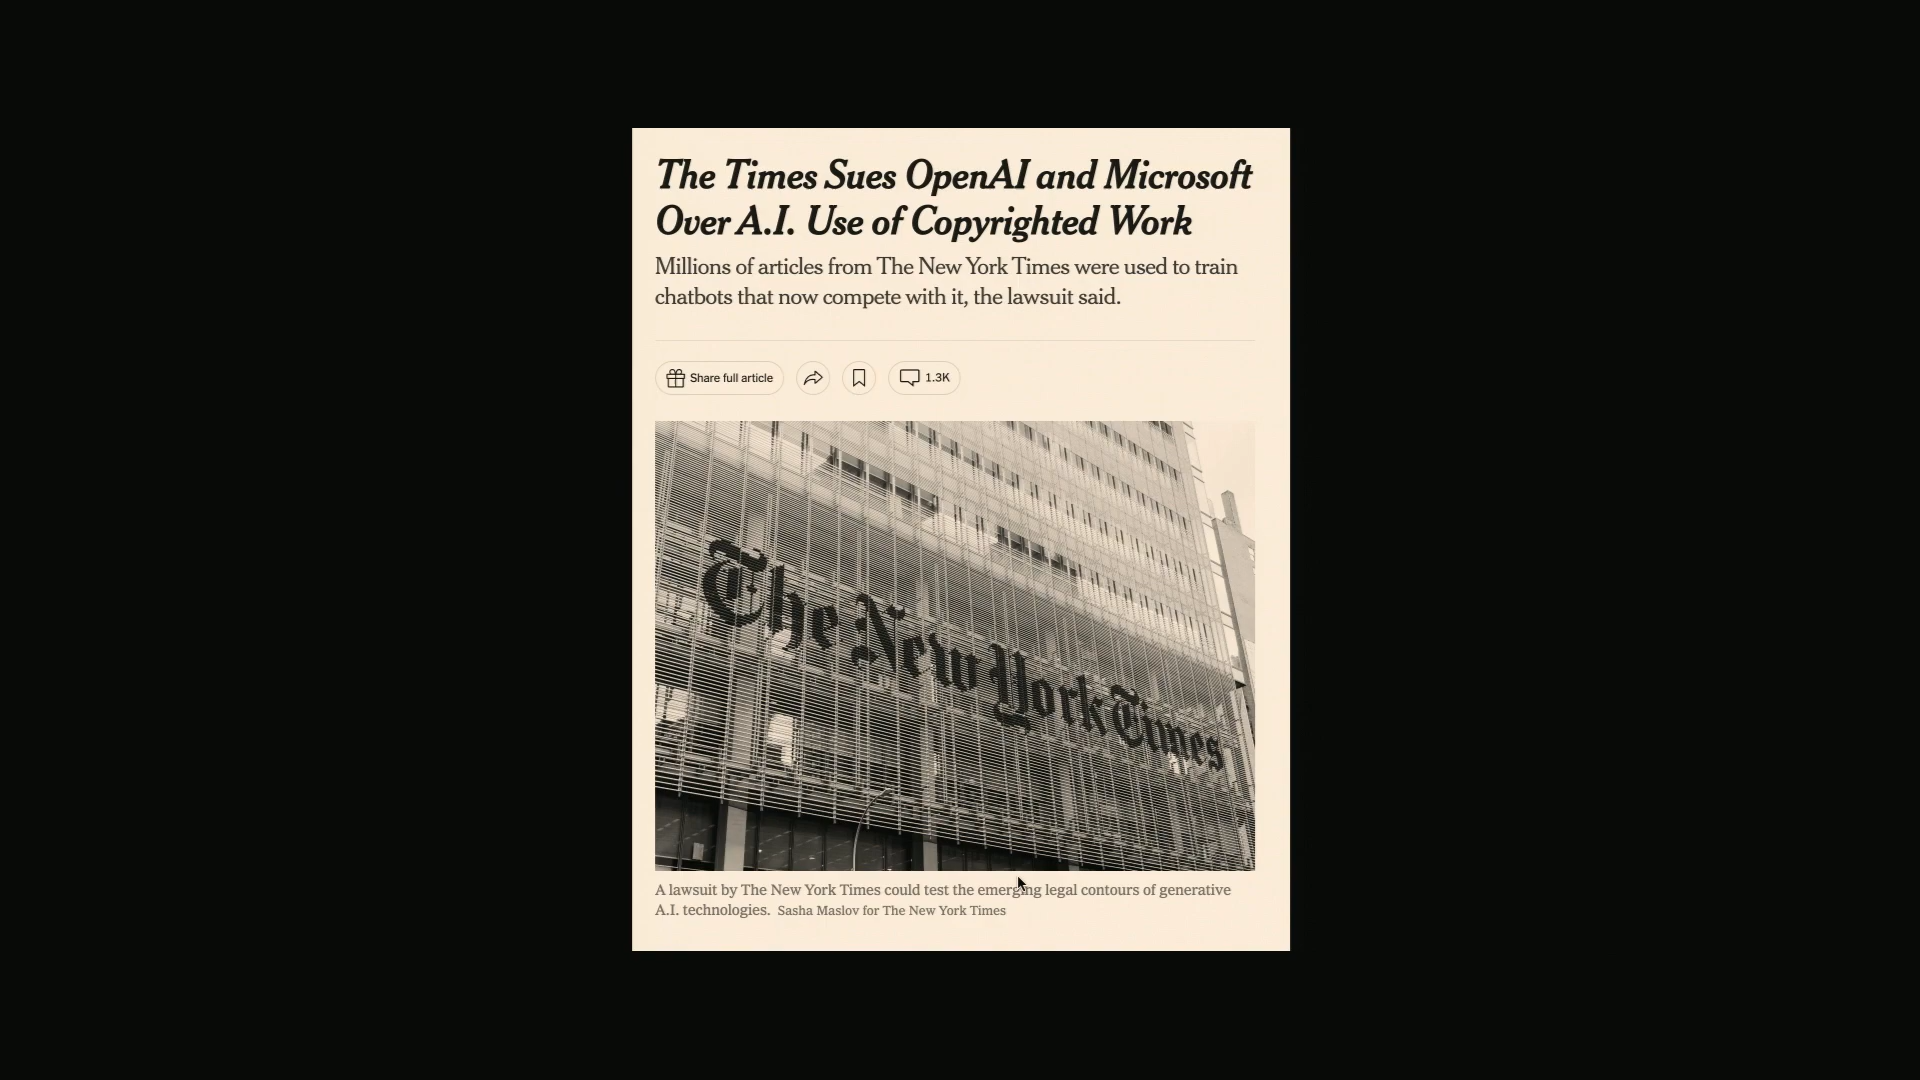 The Times Sues OpenAI and Microsoft
Over A.I. Use of Copyrighted Work
Millions of articles from The New York Times were used to train
chatbots that now compete with it, the lawsuit said.
Share full article
1.3K
The New York Times
A lawsuit by The New York Times could test the emerging legal contours of generative
A.I. technologies. Sasha Maslov for The New York Times